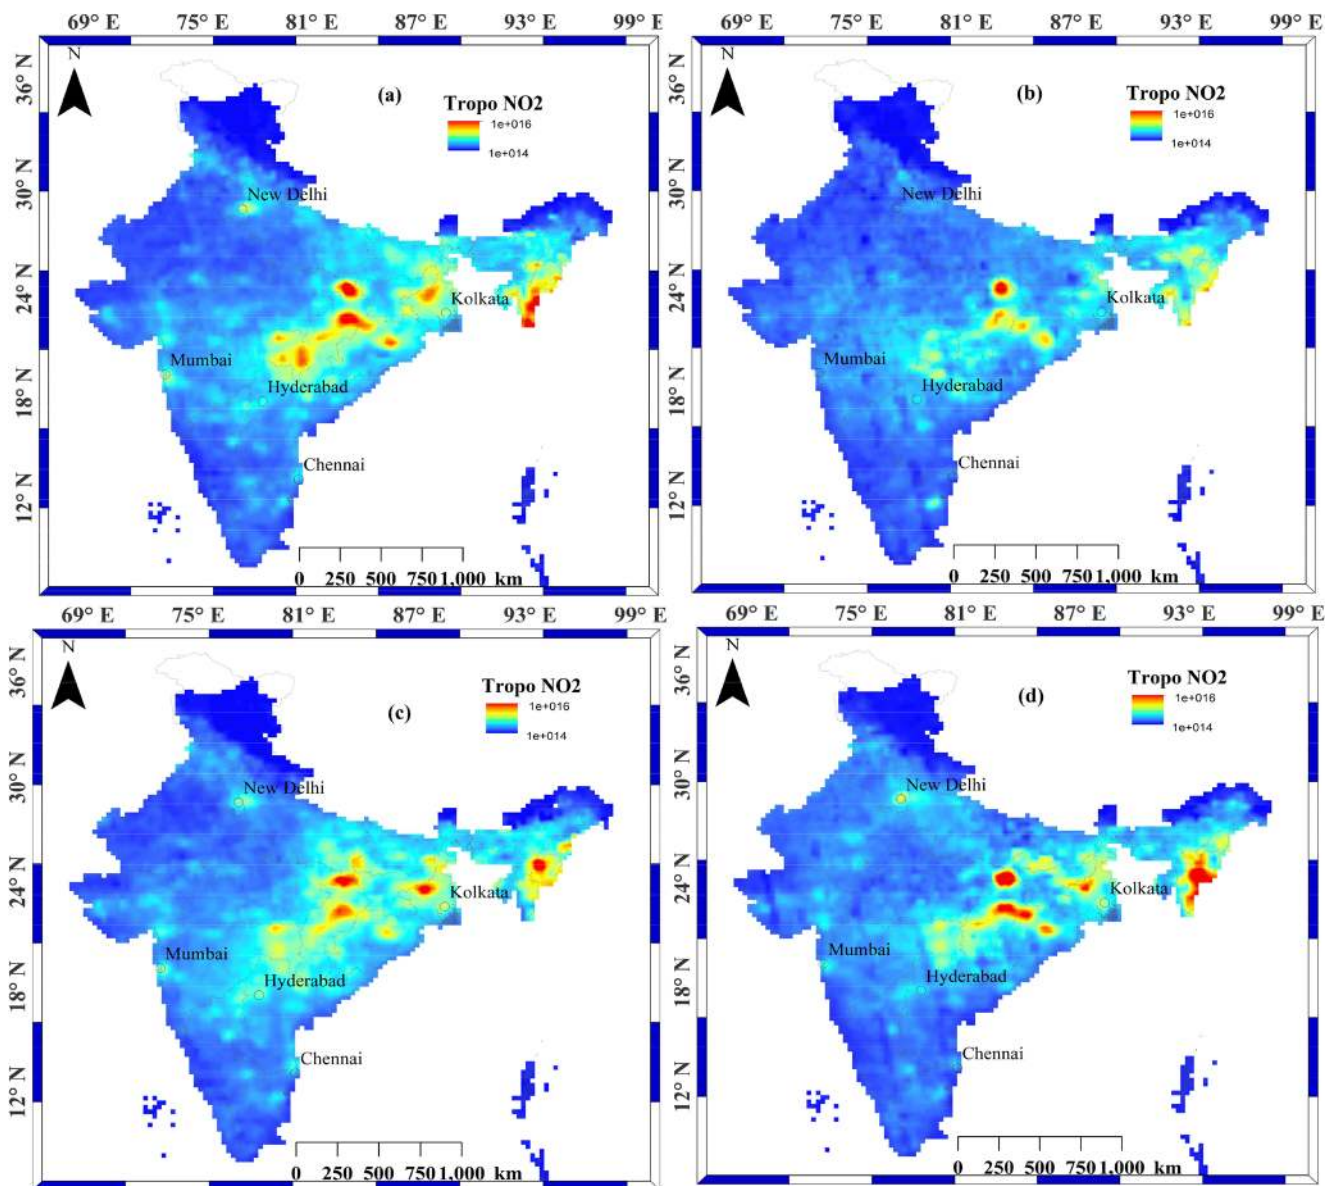 69° E 75° E 81° E 87° E 93° E 99° E
N
36° N
30° N
24° N
18° N
12° N
(a)
Tropo NO2
1e+016
1e+014
New Delhi
Kolkata
Mumbai
Hyderabad
Chennai
0 250 500 750 1,000 km
69° E 75° E 81° E 87° E 93° E 99° E
N
36° N
30° N
24° N
18° N
12° N
(b)
Tropo NO2
1e+016
1e+014
New Delhi
Kolkata
Mumbai
Hyderabad
Chennai
0 250 500 750 1,000 km
69° E 75° E 81° E 87° E 93° E 99° E
N
36° N
30° N
24° N
18° N
12° N
(c)
Tropo NO2
1e+016
1e+014
New Delhi
Kolkata
Mumbai
Hyderabad
Chennai
0 250 500 750 1,000 km
69° E 75° E 81° E 87° E 93° E 99° E
N
36° N
30° N
24° N
18° N
12° N
(d)
Tropo NO2
1e+016
1e+014
New Delhi
Kolkata
Mumbai
Hyderabad
Chennai
0 250 500 750 1,000 km